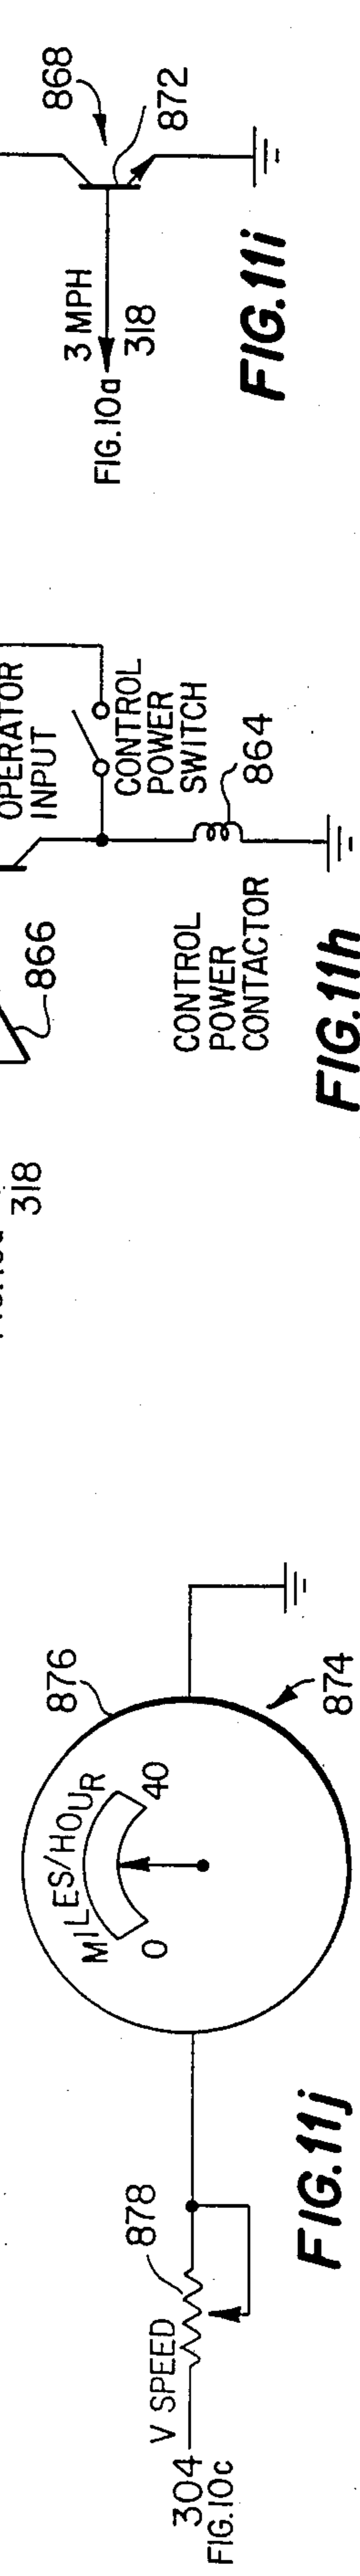 V SPEED
304
FIG.10c
878
MILES/HOUR
0
40
876
874
FIG.11j
318
866
OPERATOR
INPUT
CONTROL
POWER
SWITCH
864
CONTROL
POWER
CONTACTOR
FIG.11h
868
872
3 MPH
318
FIG.10a
FIG.11i